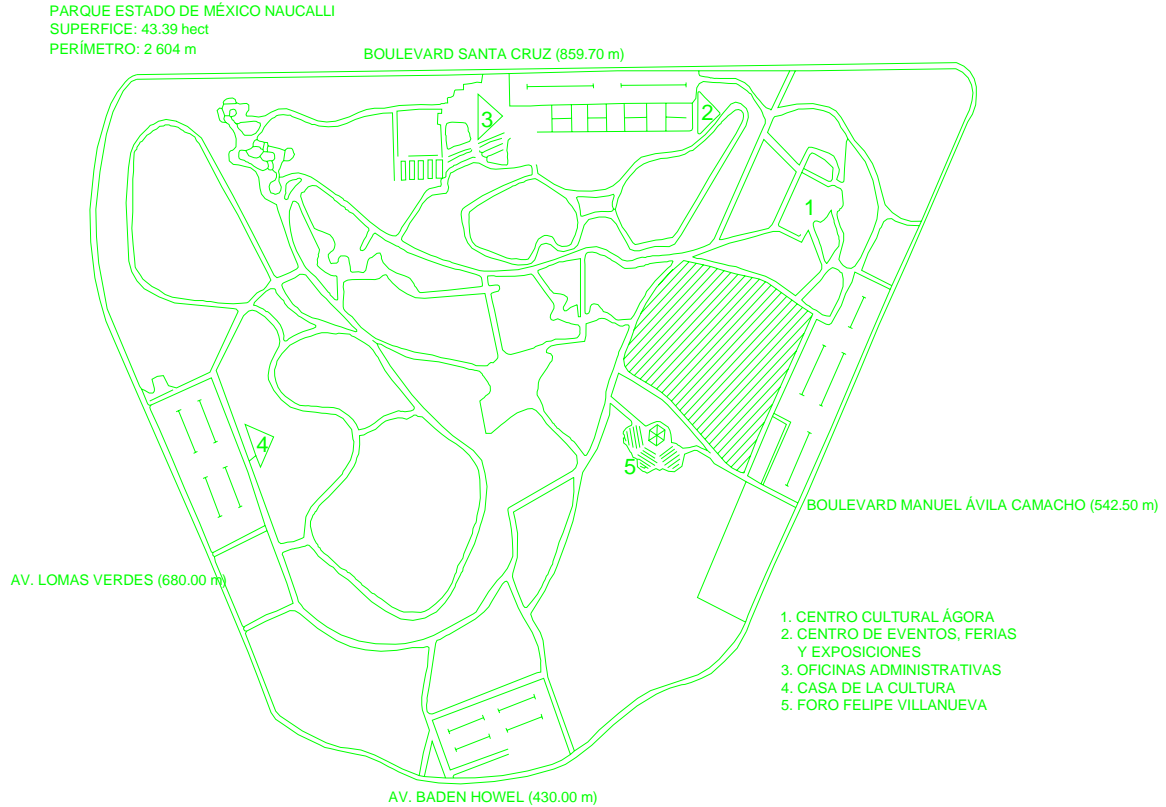 PARQUE ESTADO DE MÉXICO NAUCALLI
SUPERFICE: 43.39 hect
PERÍMETRO: 2 604 m
BOULEVARD SANTA CRUZ (859.70 m)
3
2
1
4
5
BOULEVARD MANUEL ÁVILA CAMACHO (542.50 m)
AV. LOMAS VERDES (680.00 m)
1. CENTRO CULTURAL ÁGORA
2. CENTRO DE EVENTOS, FERIAS
Y EXPOSICIONES
3. OFICINAS ADMINISTRATIVAS
4. CASA DE LA CULTURA
5. FORO FELIPE VILLANUEVA
AV. BADEN HOWEL (430.00 m)